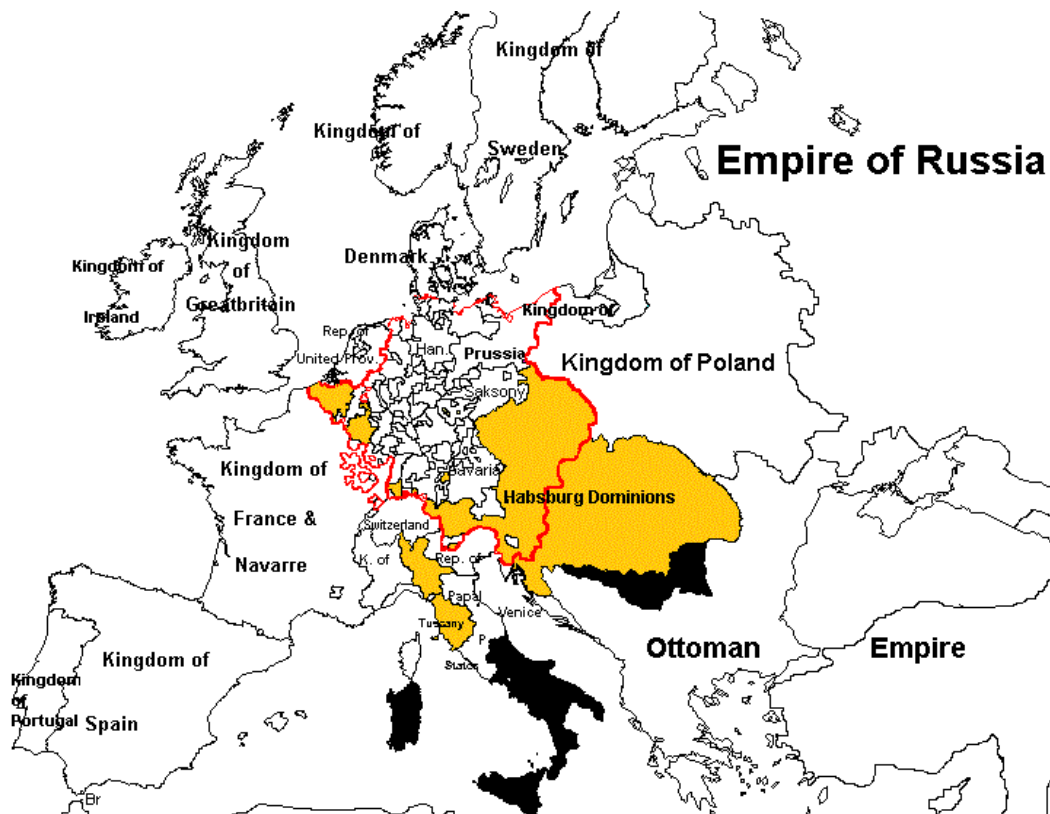 Kingdom of
Kingdom of
Sweden
Empire of Russia
Kingdom
of
Greatbritain
Kingdom of
Ireland
Denmark
Rep. of
United Prov.
Han.
Kingdom of
Prussia
Saksony
Kingdom of Poland
Bavaria
Habsburg Dominions
Kingdom of
France &
Navarre
Switzerland
K. of
Rep. of
Papal
Venice
Tuscany
P.
States
Ottoman
Empire
Kingdom of
Spain
Kingdom
of
Portugal
Br